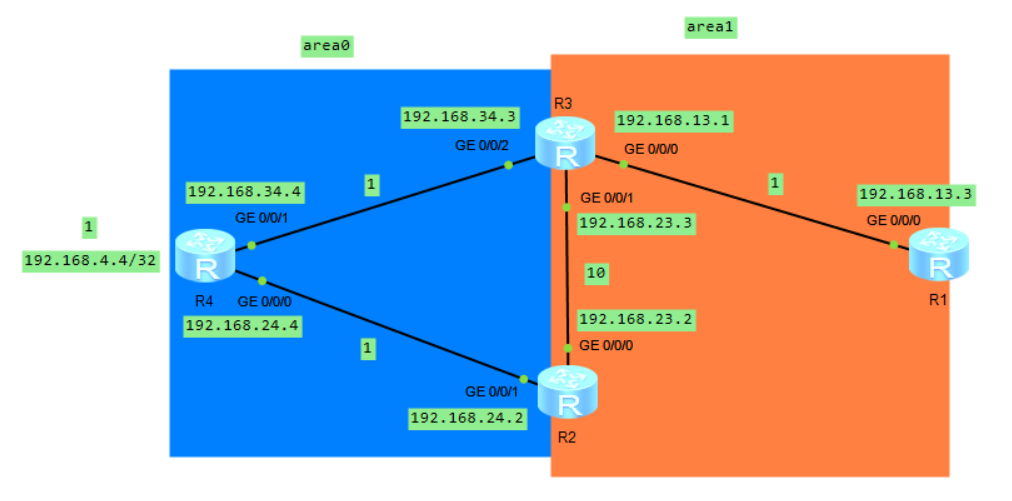 area1
area0
R3
192.168.34.3
192.168.13.1
GE 0/0/2
GE 0/0/0
R
192.168.34.4
1
1
192.168.13.3
GE 0/0/1
GE 0/0/1
GE 0/0/0
1
192.168.23.3
192.168.4.4/32
R
R
10
R4
GE 0/0/0
R1
192.168.24.4
192.168.23.2
1
GE 0/0/0
GE 0/0/1
R
192.168.24.2
R2